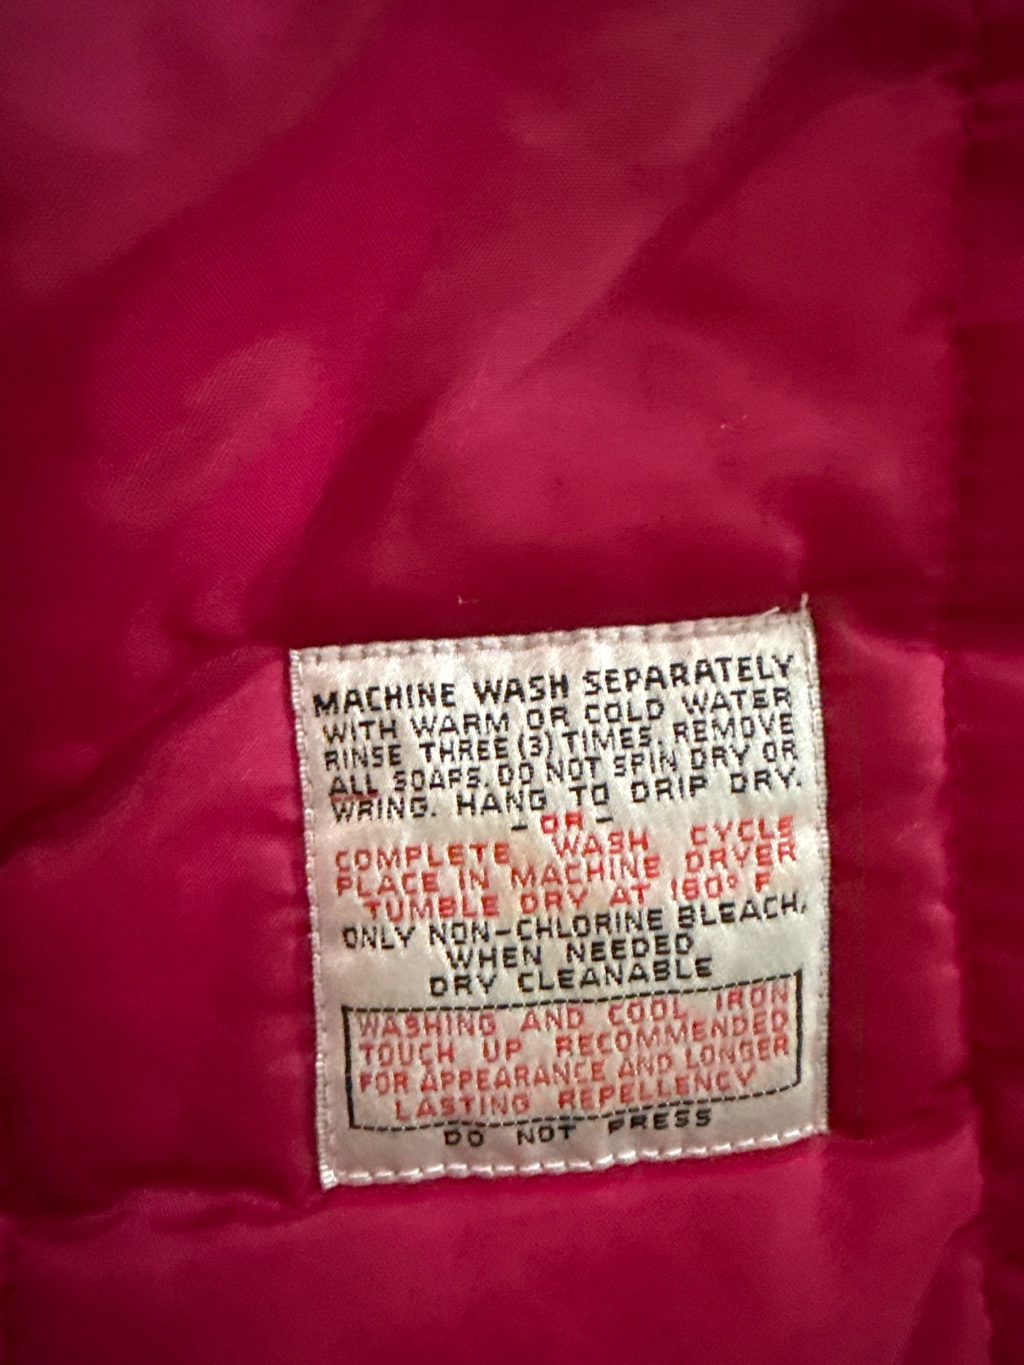 MACHINE WASH SEPARATELY
WITH WARM OR COLD WATER
RINSE THREE (3) TIMES. REMOVE
ALL SOAPS. DO NOT SPIN DRY OR
WRING. HANG TO DRIP DRY.
- OR -
COMPLETE WASH CYCLE
PLACE IN MACHINE DRYER
TUMBLE DRY AT 160° F
ONLY NON-CHLORINE BLEACH,
WHEN NEEDED
DRY CLEANABLE
WASHING AND COOL IRON
TOUCH UP RECOMMENDED
FOR APPEARANCE AND LONGER
LASTING REPELLENCY
DO NOT PRESS